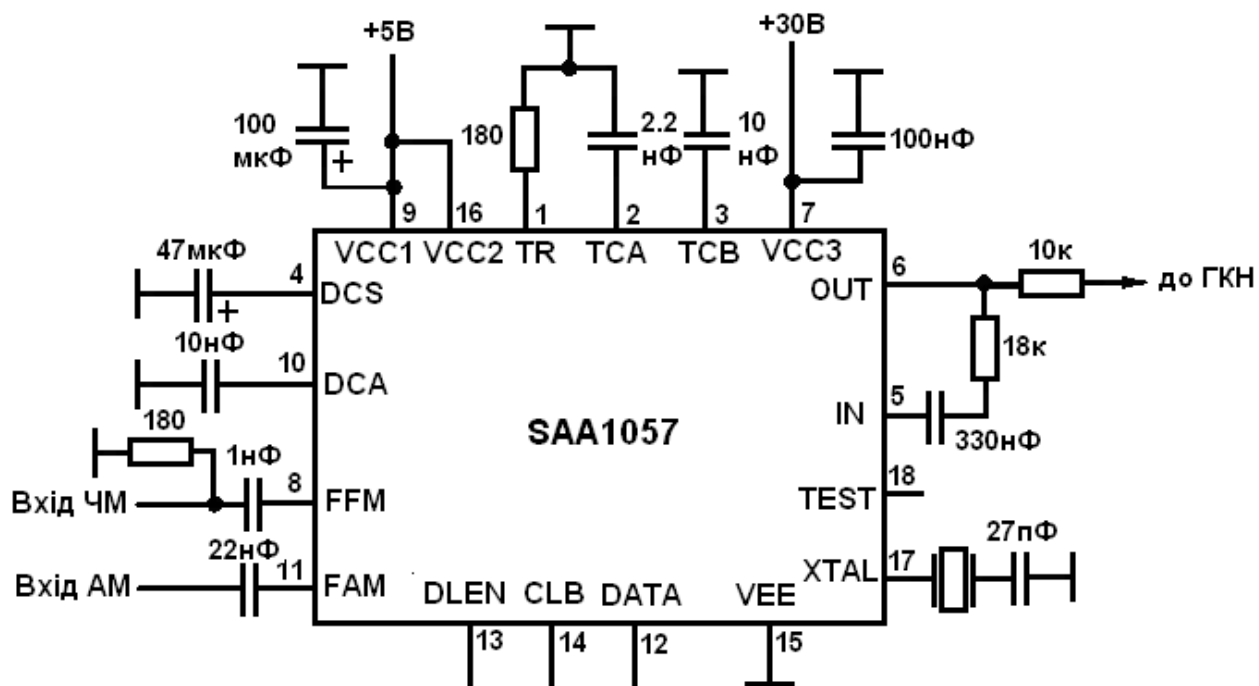 +5В
+30В
100
мкФ
+
180
2.2
нФ
10
нФ
100нФ
9
16
1
2
3
7
VCC1
VCC2
TR
TCA
TCB
VCC3
47мкФ
+
4
DCS
OUT
6
10к
до ГКН
10нФ
10
DCA
18к
180
IN
5
330нФ
SAA1057
1нФ
Вхід ЧМ
8
FFM
TEST
18
22нФ
Вхід АМ
11
FAM
XTAL
17
27пФ
DLEN
CLB
DATA
VEE
13
14
12
15